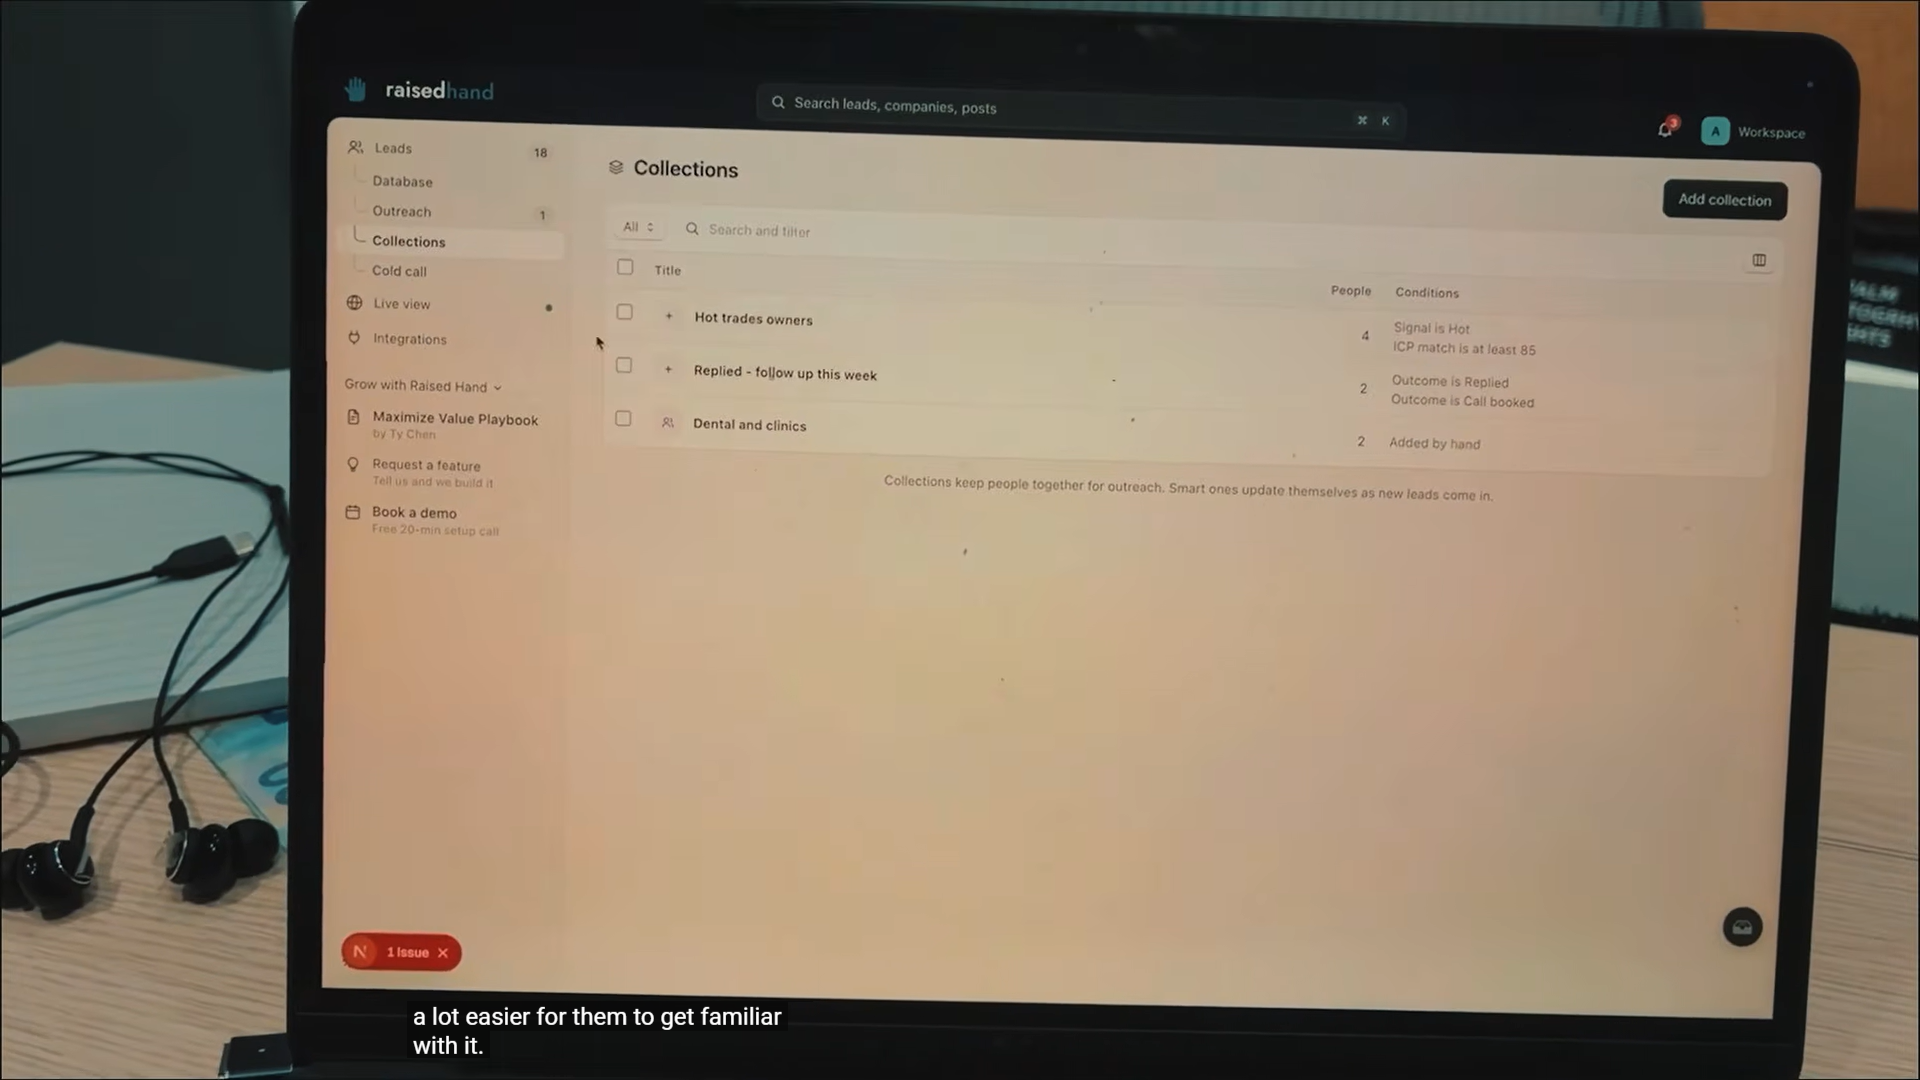 raisedhand
Search leads, companies, posts
⌘ K
3
A
Workspace
Leads 18
Database
Outreach 1
Collections
Cold call
Live view
Integrations
Grow with Raised Hand
Maximize Value Playbook
by Ty Chen
Request a feature
Tell us and we build it
Book a demo
Free 20-min setup call
Collections
Add collection
All
Search and filter
Title People Conditions
Hot trades owners 4 Signal is Hot
ICP match is at least 85
Replied - follow up this week 2 Outcome is Replied
Outcome is Call booked
Dental and clinics 2 Added by hand
Collections keep people together for outreach. Smart ones update themselves as new leads come in.
N 1 Issue
a lot easier for them to get familiar
with it.